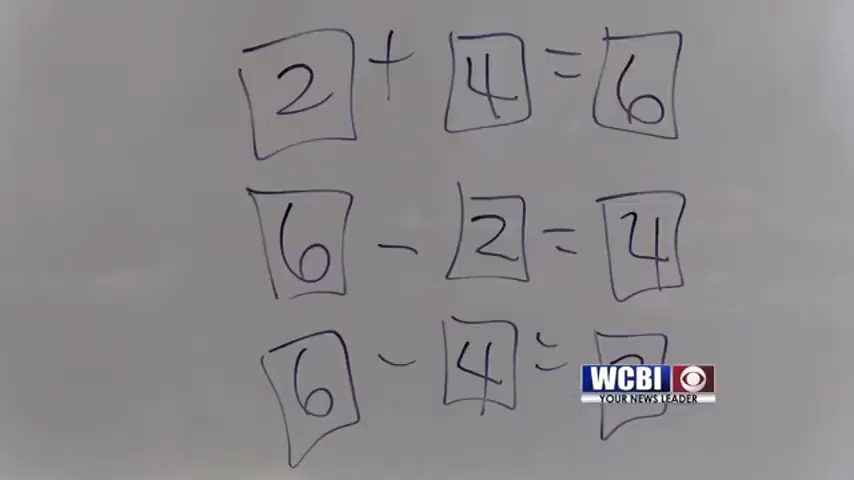 2 + 4 = 6
6 - 2 = 4
6 - 4 =
WCBI
YOUR NEWS LEADER